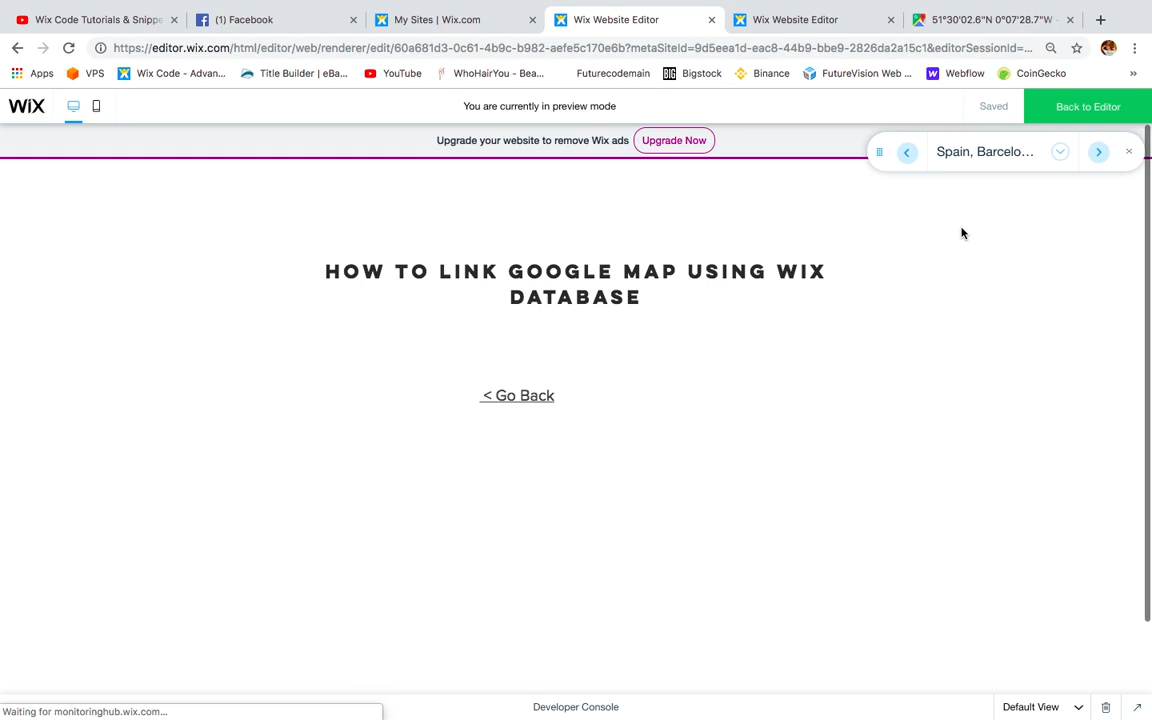 Wix Code Tutorials & Snippe
(1) Facebook
My Sites | Wix.com
Wix Website Editor
Wix Website Editor
51°30'02.6"N 0°07'28.7"W -
https://editor.wix.com/html/editor/web/renderer/edit/60a681d3-0c61-4b9c-b982-aefe5c170e6b?metaSiteId=9d5eea1d-eac8-44b9-bbe9-2826da2a15c1&editorSessionId=...
Apps
VPS
Wix Code - Advan...
Title Builder | eBa...
YouTube
WhoHairYou - Bea...
Futurecodemain
BIG
Bigstock
Binance
FutureVision Web ...
Webflow
CoinGecko
»
WiX
You are currently in preview mode
Saved
Back to Editor
Upgrade your website to remove Wix ads
Upgrade Now
Spain, Barcelo...
HOW TO LINK GOOGLE MAP USING WIX
DATABASE
< Go Back
Waiting for monitoringhub.wix.com...
Developer Console
Default View